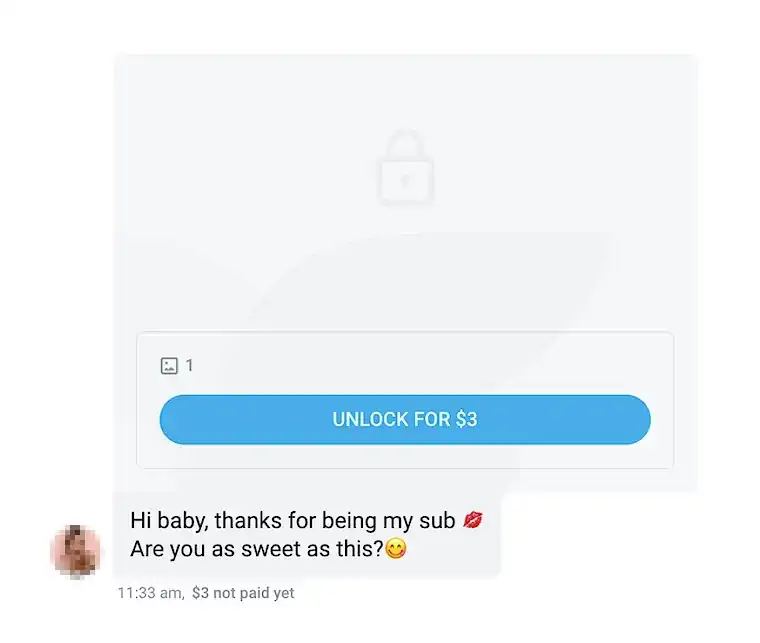 1
UNLOCK FOR $3
Hi baby, thanks for being my sub 💋
Are you as sweet as this?😋
11:33 am, $3 not paid yet